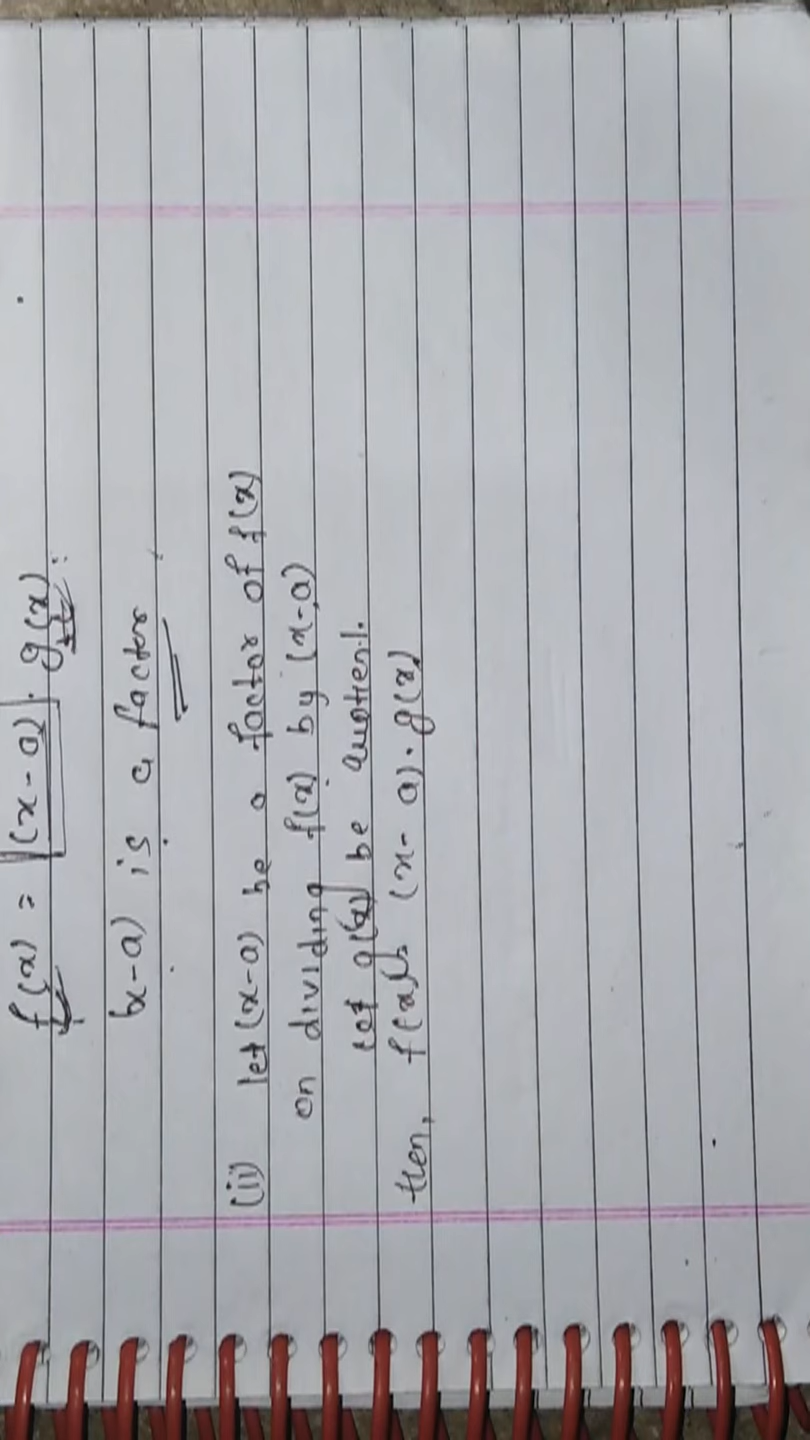 f(x) = (x-a). g(x)
(x-a) is a factor
(ii) let (x-a) be a factor of f(x)
on dividing f(x) by (x-a)
let g(x) be quotient.
then, f(x) = (x-a).g(x)